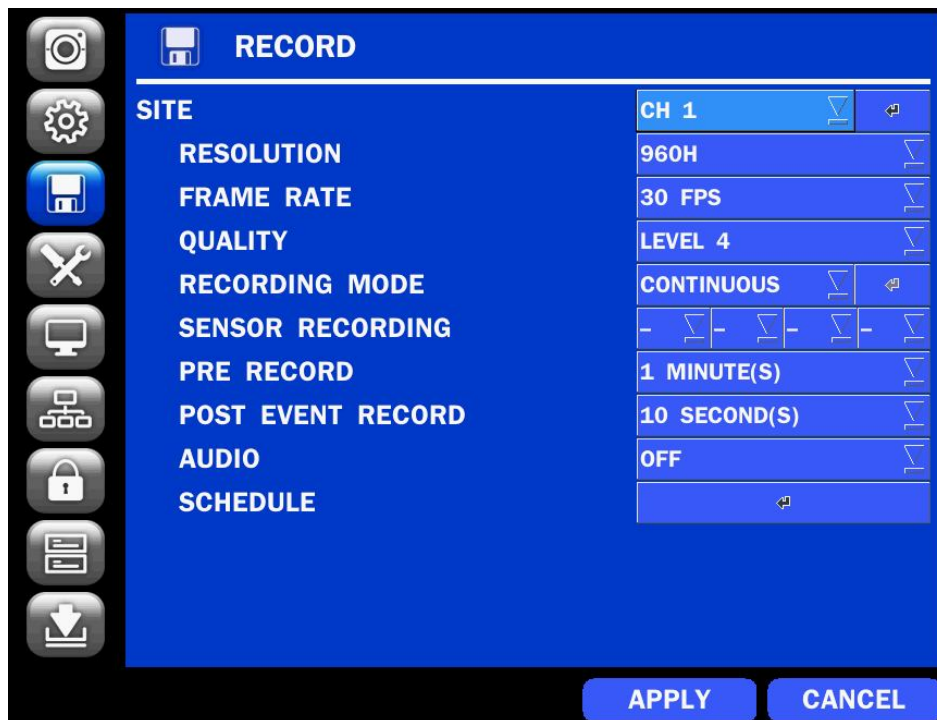 RECORD
SITE CH 1
RESOLUTION 960H
FRAME RATE 30 FPS
QUALITY LEVEL 4
RECORDING MODE CONTINUOUS
SENSOR RECORDING - - - -
PRE RECORD 1 MINUTE(S)
POST EVENT RECORD 10 SECOND(S)
AUDIO OFF
SCHEDULE
APPLY CANCEL